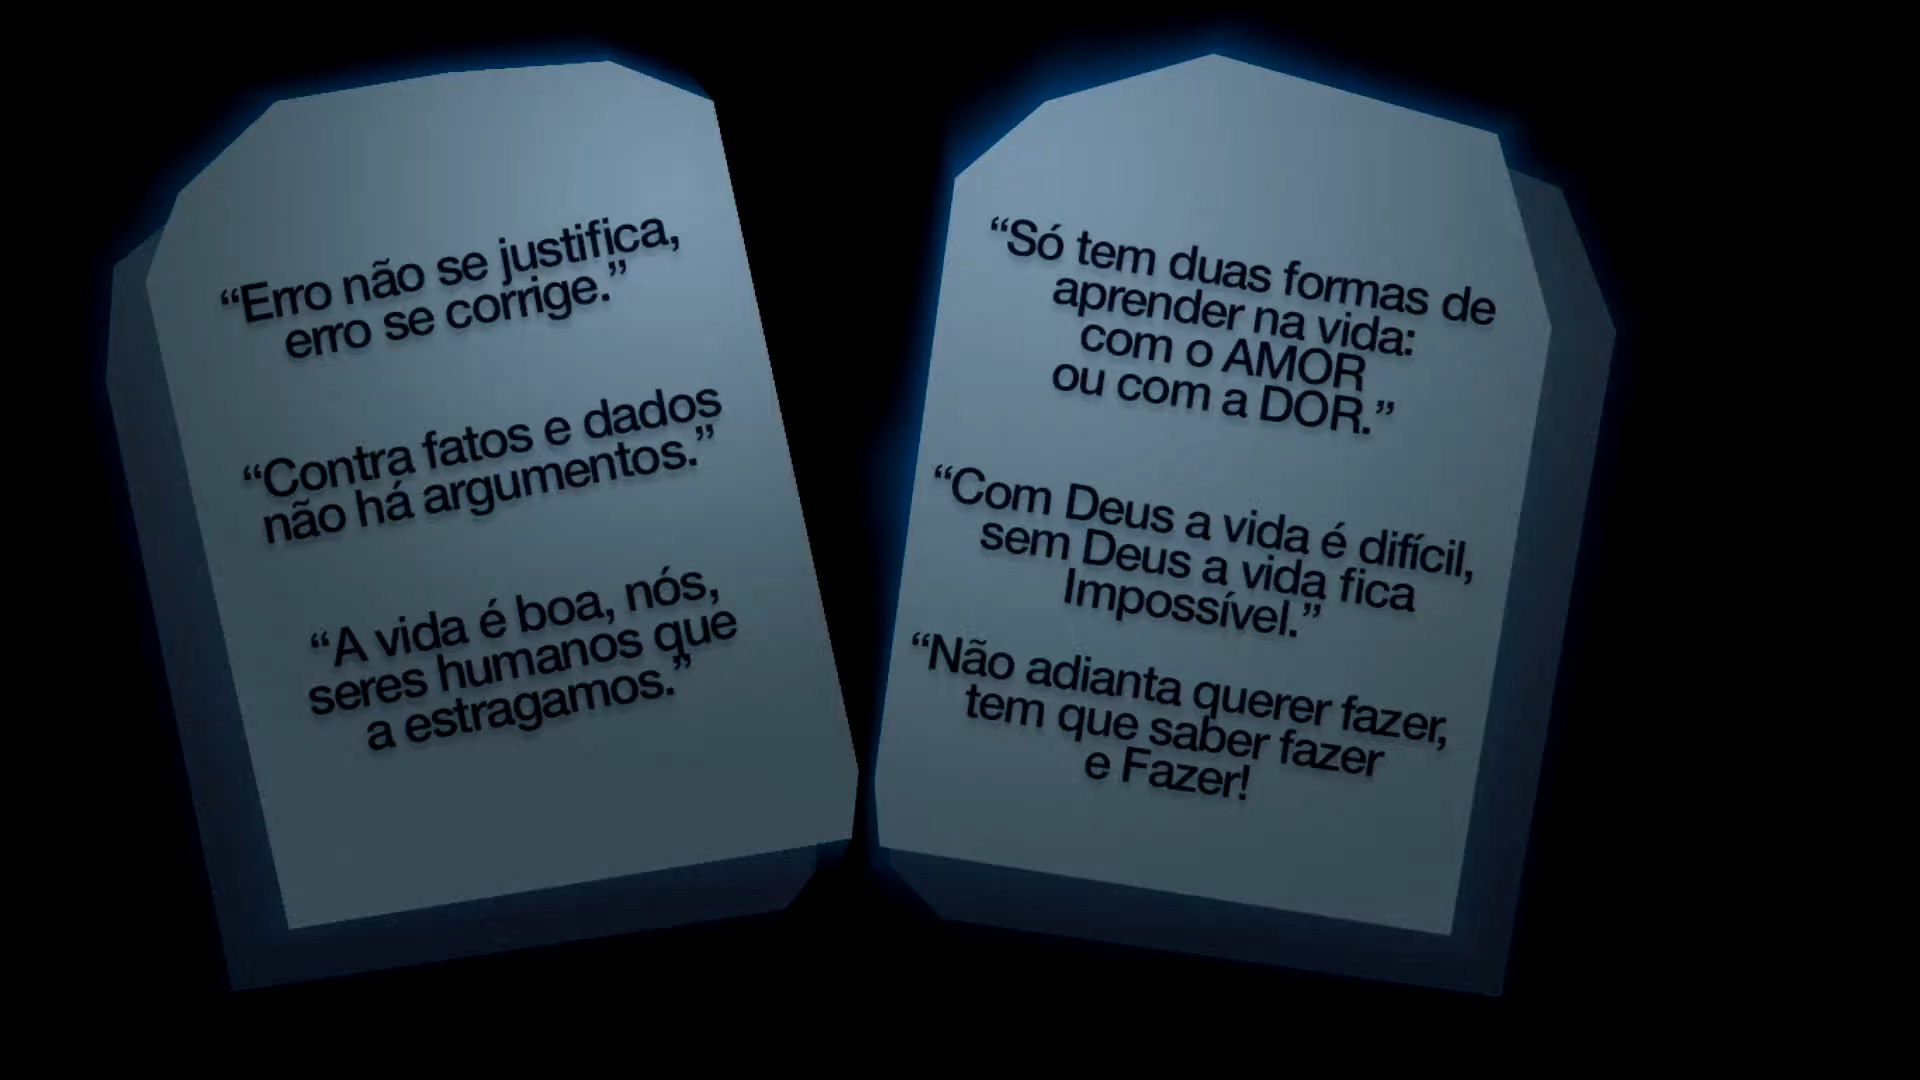 “Erro não se justifica,
erro se corrige.”
“Contra fatos e dados
não há argumentos.”
“A vida é boa, nós,
seres humanos que
a estragamos.”
“Só tem duas formas de
aprender na vida:
com o AMOR
ou com a DOR.”
“Com Deus a vida é difícil,
sem Deus a vida fica
Impossível.”
“Não adianta querer fazer,
tem que saber fazer
e Fazer!